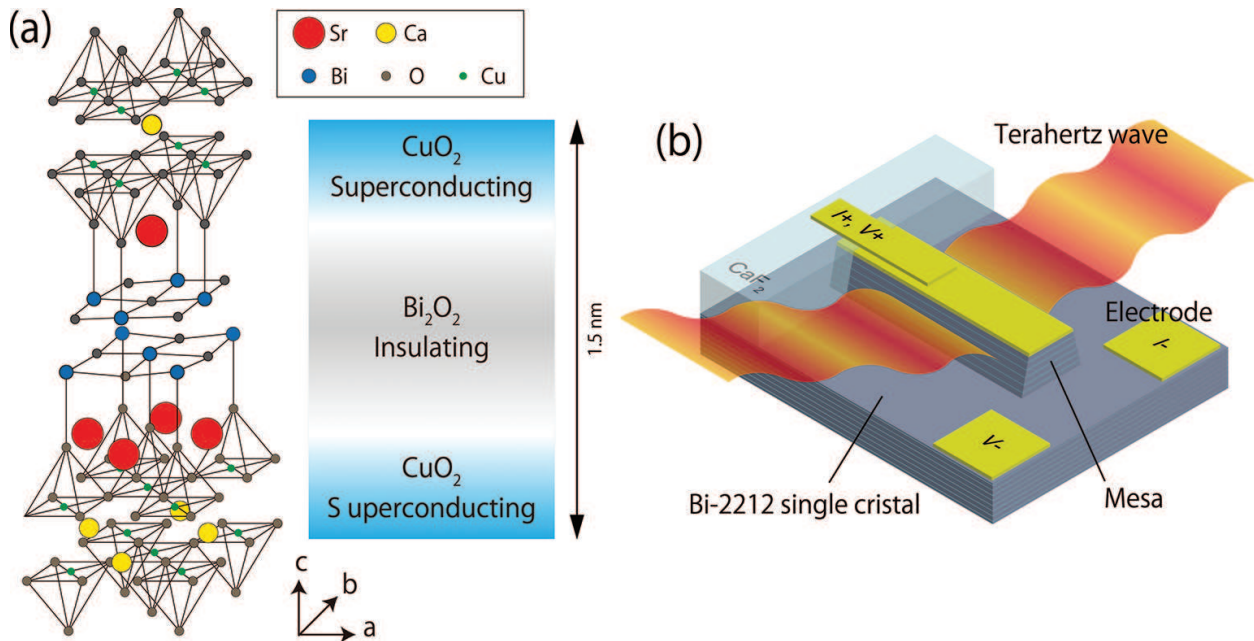 (a)
Sr
Ca
Bi
O
Cu
CuO₂
Superconducting
Bi₂O₂
Insulating
CuO₂
S uperconducting
1.5 nm
c
b
a
(b)
Terahertz wave
I+, V+
CaF₂
Electrode
I-
V-
Bi-2212 single cristal
Mesa